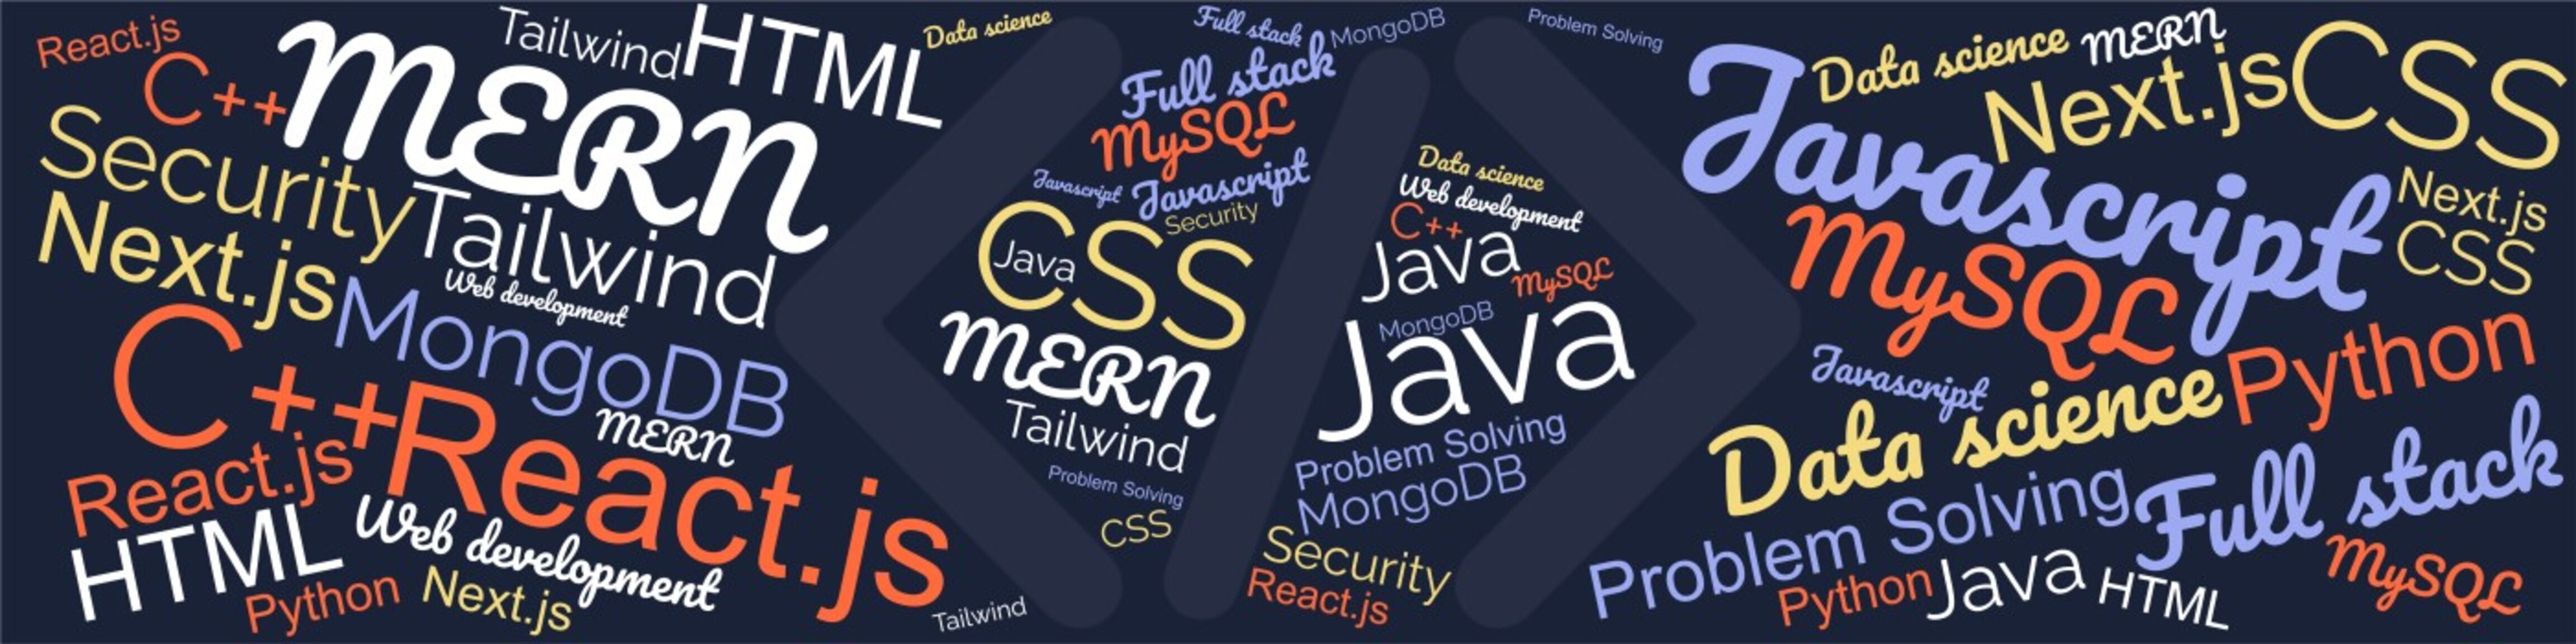 React.js
C++
MERN
Tailwind
HTML
Data science
Security
Next.js
Tailwind
Web development
MongoDB
C++
React.js
MERN
React.js
HTML
Web development
Python
Next.js
Tailwind
Full stack
MongoDB
Problem Solving
Full stack
MySQL
Javascript
Javascript
Security
CSS
Java
MERN
Tailwind
Problem Solving
CSS
Data science
Web development
C++
Java
MySQL
MongoDB
Java
Problem Solving
MongoDB
Security
React.js
Javascript
Data science
MERN
Next.js
CSS
Next.js
CSS
MySQL
Python
Javascript
Data science
Full stack
Problem Solving
Python
Java
HTML
MySQL